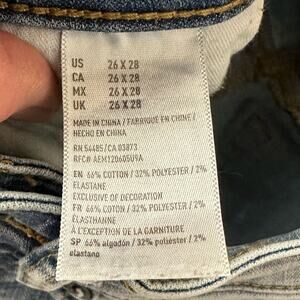 US 26 X 28
CA 26 X 28
MX 26 X 28
UK 26 X 28
MADE IN CHINA / FABRIQUÉ EN CHINE /
HECHO EN CHINA
RN 54485/CA 03873
RFC# AEM120605U9A
EN 66% COTTON / 32% POLYESTER / 2%
ELASTANE
EXCLUSIVE OF DECORATION
FR 66% COTON / 32% POLYESTER / 2%
ÉLASTHANNE
À L'EXCEPTION DE LA GARNITURE
SP 66% algodón / 32% poliéster / 2%
elastano